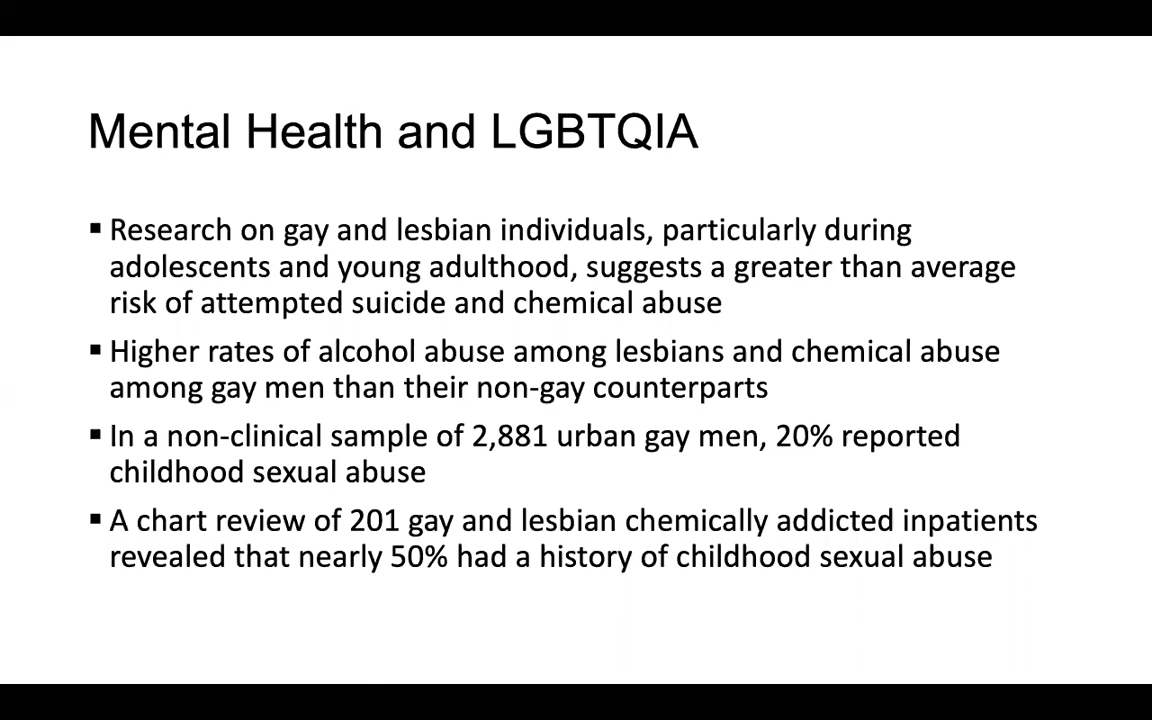 Mental Health and LGBTQIA
▪ Research on gay and lesbian individuals, particularly during
adolescents and young adulthood, suggests a greater than average
risk of attempted suicide and chemical abuse
▪ Higher rates of alcohol abuse among lesbians and chemical abuse
among gay men than their non-gay counterparts
▪ In a non-clinical sample of 2,881 urban gay men, 20% reported
childhood sexual abuse
▪ A chart review of 201 gay and lesbian chemically addicted inpatients
revealed that nearly 50% had a history of childhood sexual abuse